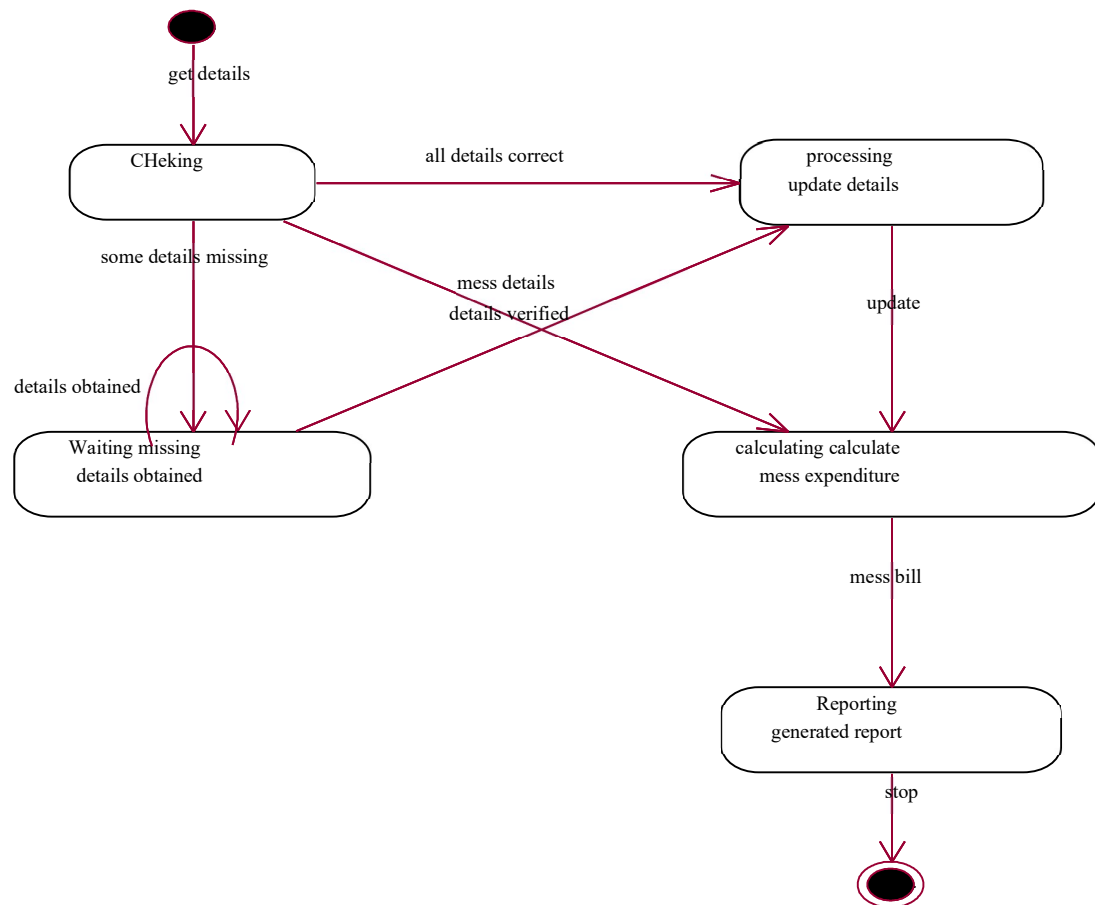 get details
CHeking
all details correct
processing
update details
some details missing
mess details
details verified
update
details obtained
Waiting missing
details obtained
calculating calculate
mess expenditure
mess bill
Reporting
generated report
stop